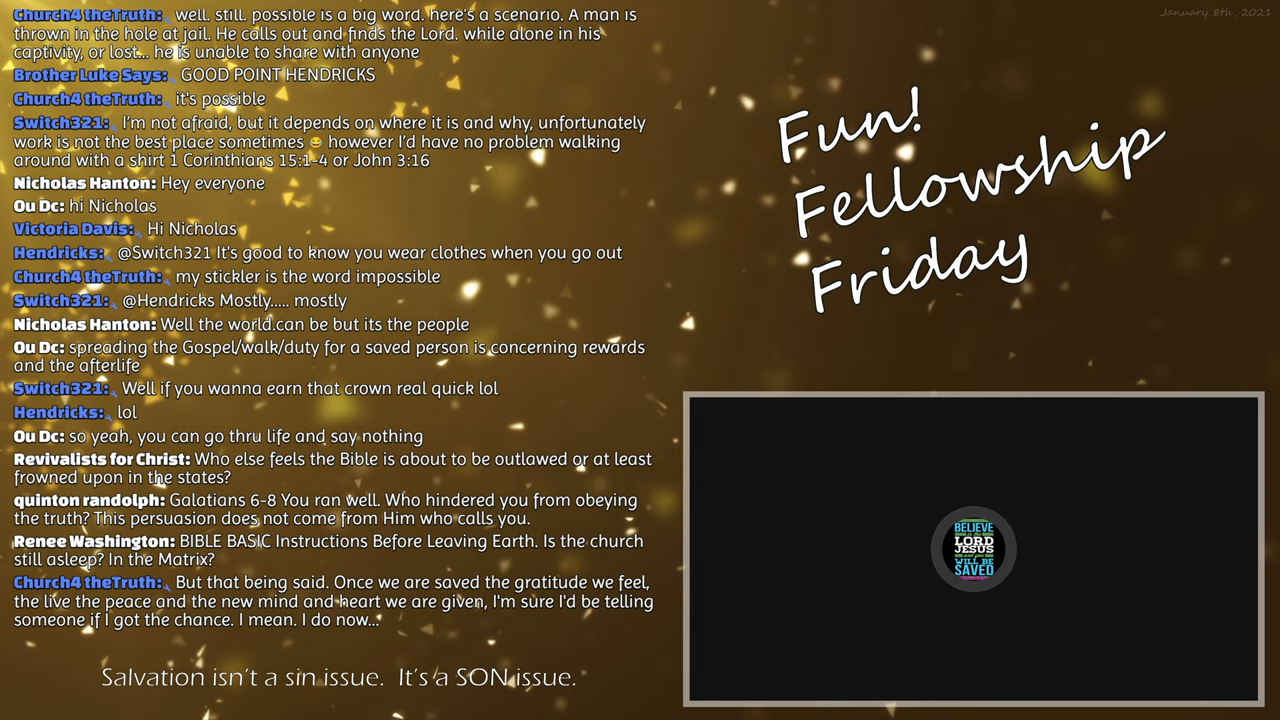 Church4 theTruth: well. still. possible is a big word. here's a scenario. A man is
thrown in the hole at jail. He calls out and finds the Lord. while alone in his
captivity, or lost... he is unable to share with anyone
Brother Luke Says: GOOD POINT HENDRICKS
Church4 theTruth: it's possible
Switch321: I'm not afraid, but it depends on where it is and why, unfortunately
work is not the best place sometimes 😂 however I'd have no problem walking
around with a shirt 1 Corinthians 15:1-4 or John 3:16
Nicholas Hanton: Hey everyone
Ou Dc: hi Nicholas
Victoria Davis: Hi Nicholas
Hendricks: @Switch321 It's good to know you wear clothes when you go out
Church4 theTruth: my stickler is the word impossible
Switch321: @Hendricks Mostly..... mostly
Nicholas Hanton: Well the world.can be but its the people
Ou Dc: spreading the Gospel/walk/duty for a saved person is concerning rewards
and the afterlife
Switch321: Well if you wanna earn that crown real quick lol
Hendricks: lol
Ou Dc: so yeah, you can go thru life and say nothing
Revivalists for Christ: Who else feels the Bible is about to be outlawed or at least
frowned upon in the states?
quinton randolph: Galatians 6-8 You ran well. Who hindered you from obeying
the truth? This persuasion does not come from Him who calls you.
Renee Washington: BIBLE BASIC Instructions Before Leaving Earth. Is the church
still asleep? In the Matrix?
Church4 theTruth: But that being said. Once we are saved the gratitude we feel,
the live the peace and the new mind and heart we are given, I'm sure I'd be telling
someone if I got the chance. I mean. I do now...
Salvation isn't a sin issue. It's a SON issue.
January 8th, 2021
Fun!
Fellowship
Friday
BELIEVE
LORD
JESUS
WILL BE
SAVED